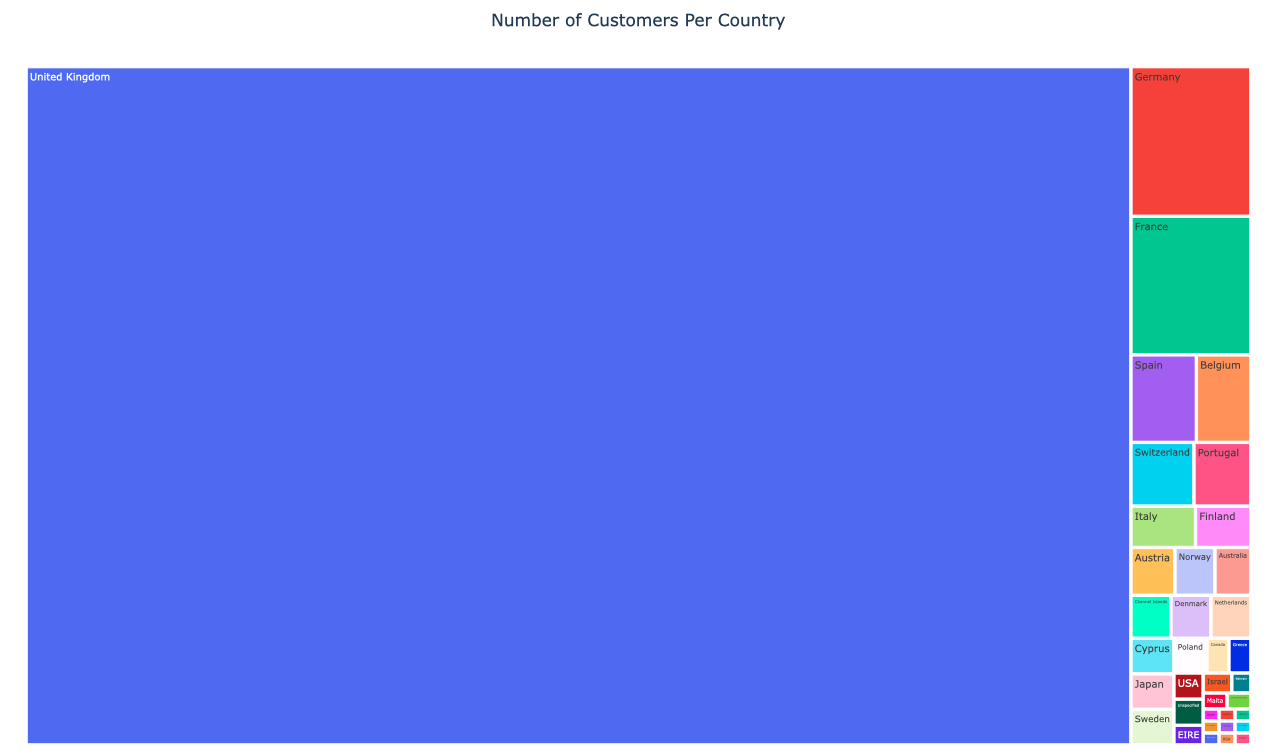 Number of Customers Per Country
United Kingdom
Germany
France
Spain
Belgium
Switzerland
Portugal
Italy
Finland
Austria
Norway
Australia
Channel Islands
Denmark
Netherlands
Cyprus
Poland
Canada
Greece
Japan
USA
Israel
Malta
Unspecified
Sweden
EIRE
RSA